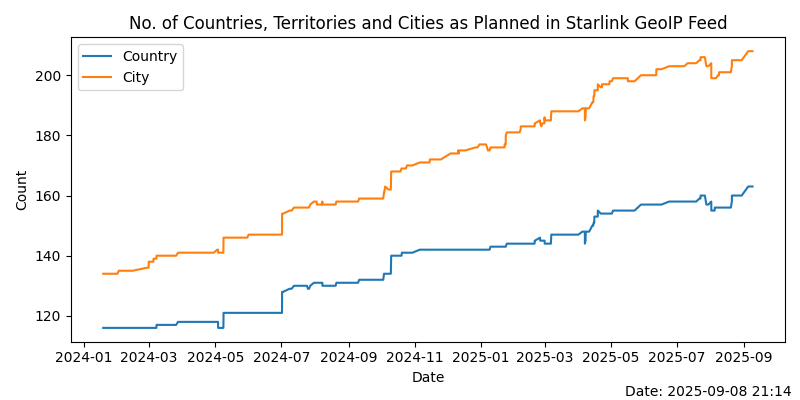 No. of Countries, Territories and Cities as Planned in Starlink GeoIP Feed
Country
City
200
180
160
140
120
Count
2024-01 2024-03 2024-05 2024-07 2024-09 2024-11 2025-01 2025-03 2025-05 2025-07 2025-09
Date
Date: 2025-09-08 21:14